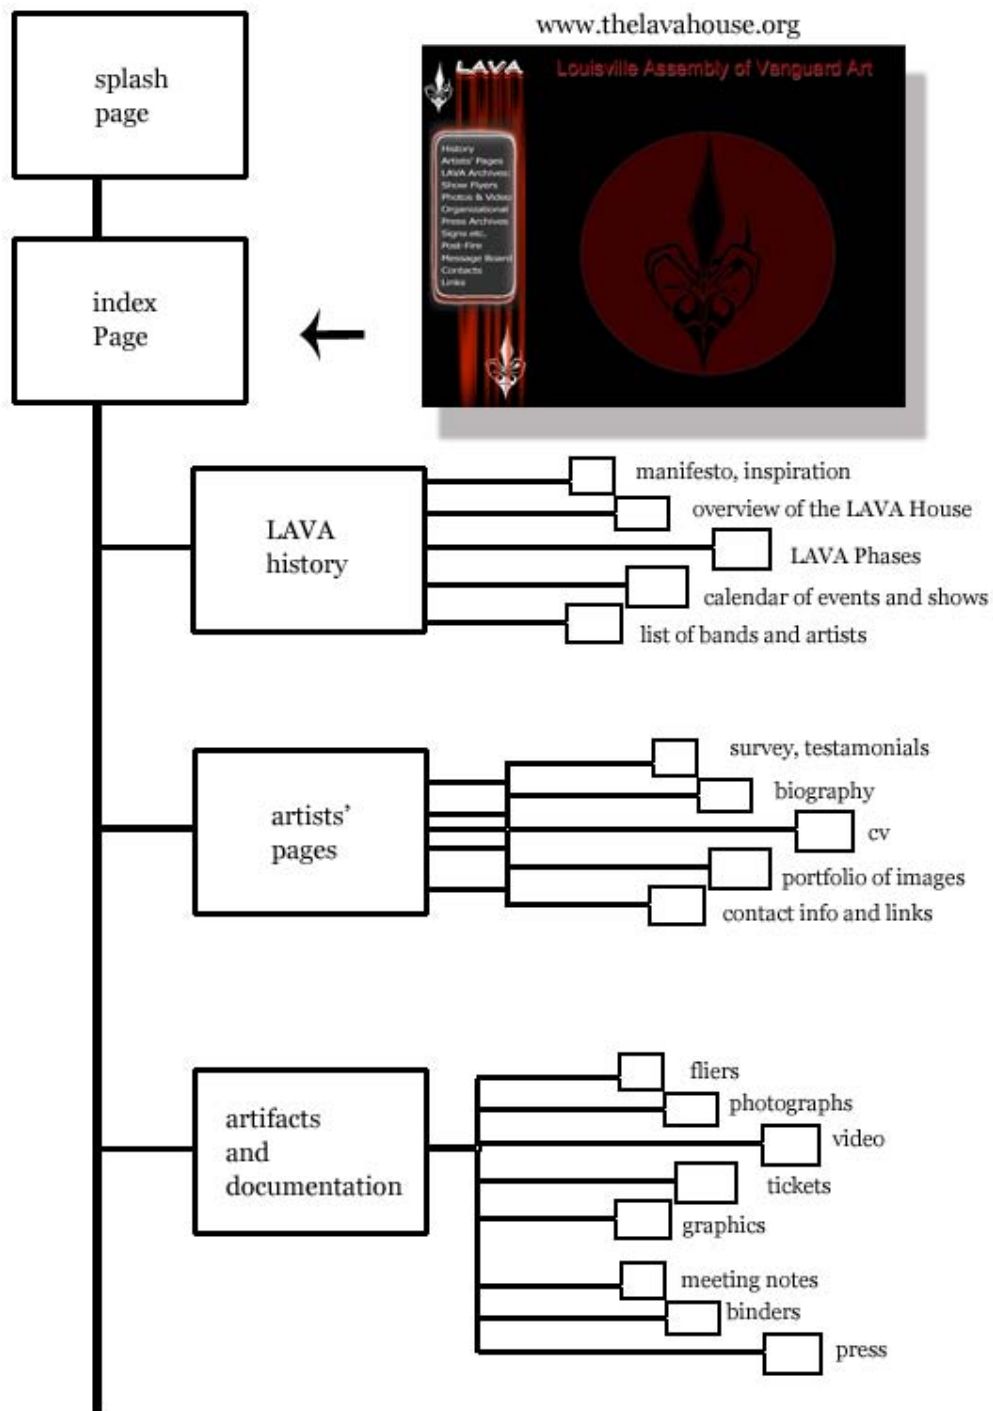 www.thelavahouse.org
splash
page
LAVA
Louisville Assembly of Vanguard Art
History
Artists' Pages
LAVA Archives:
Show Flyers
Photos & Video
Organizational
Press Archives
Signs etc.
Post-Fire
Message Board
Contacts
Links
index
Page
LAVA
history
manifesto, inspiration
overview of the LAVA House
LAVA Phases
calendar of events and shows
list of bands and artists
artists'
pages
survey, testamonials
biography
cv
portfolio of images
contact info and links
artifacts
and
documentation
fliers
photographs
video
tickets
graphics
meeting notes
binders
press